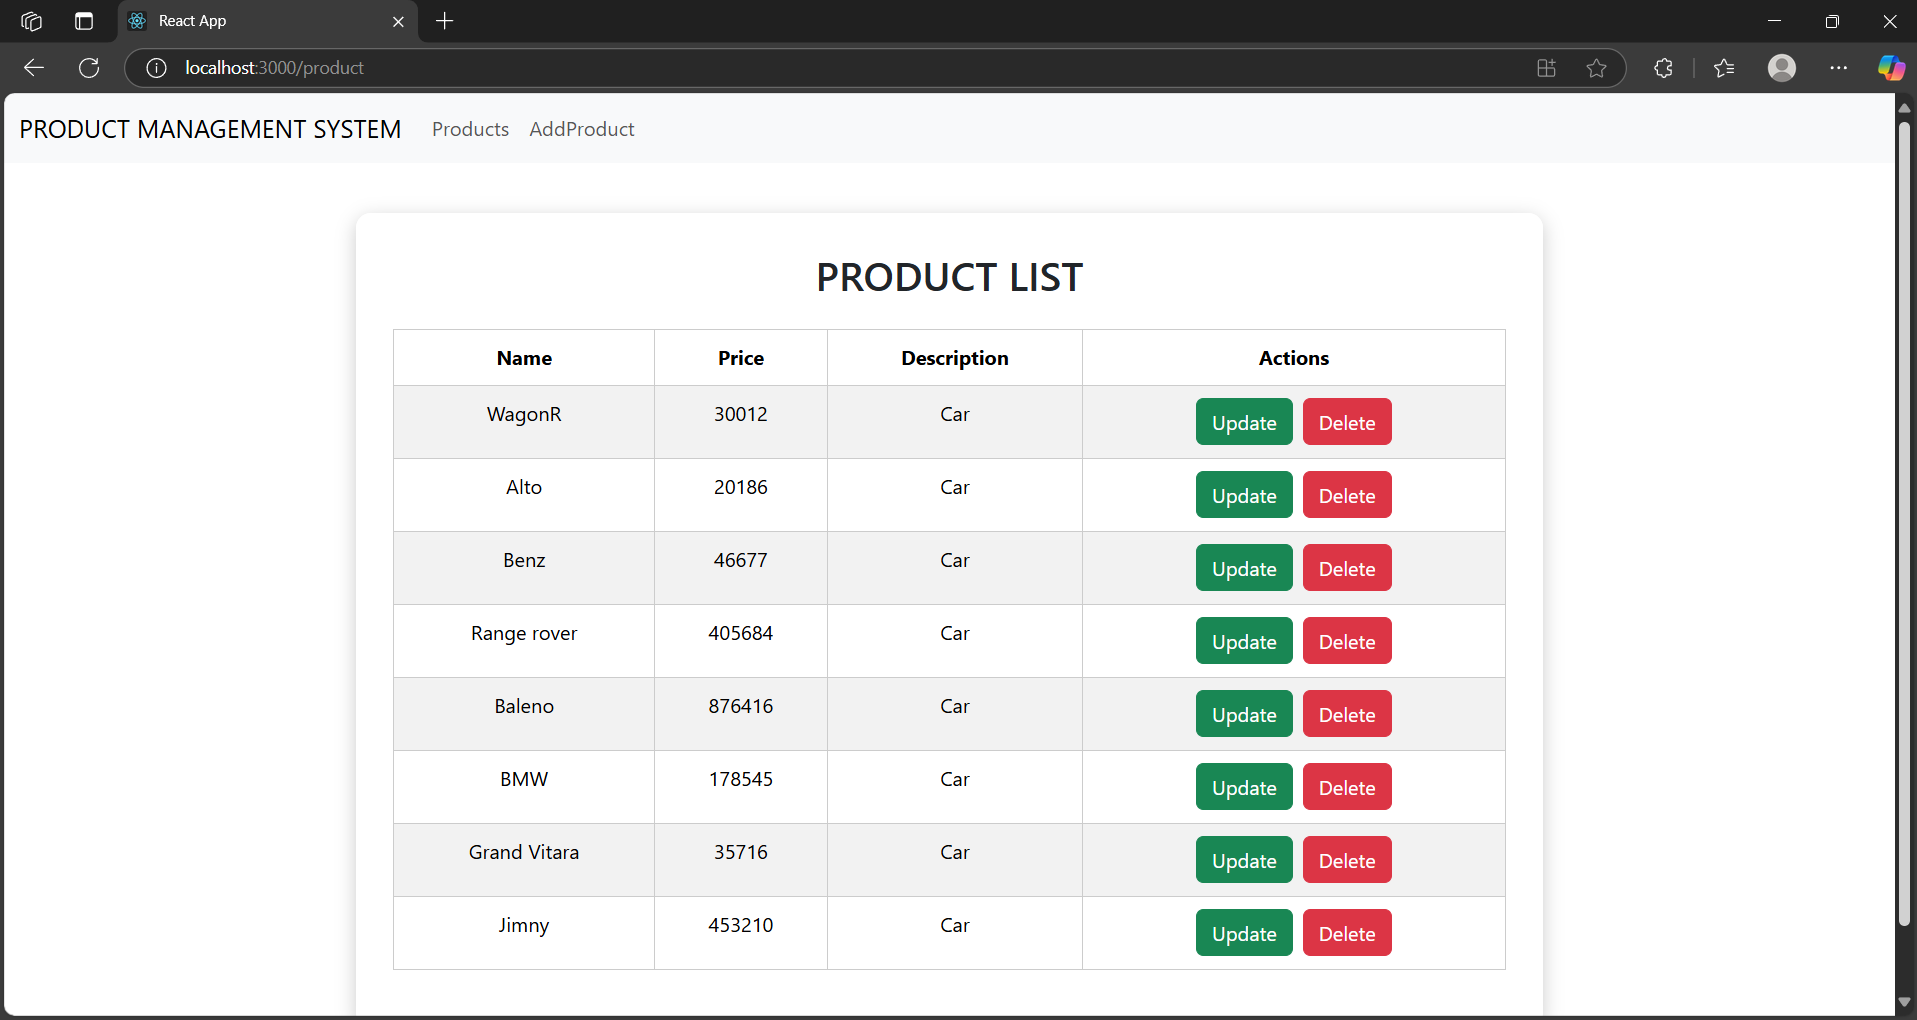 React App
localhost:3000/product
PRODUCT MANAGEMENT SYSTEM Products AddProduct
PRODUCT LIST
Name Price Description Actions
WagonR 30012 Car Update Delete
Alto 20186 Car Update Delete
Benz 46677 Car Update Delete
Range rover 405684 Car Update Delete
Baleno 876416 Car Update Delete
BMW 178545 Car Update Delete
Grand Vitara 35716 Car Update Delete
Jimny 453210 Car Update Delete